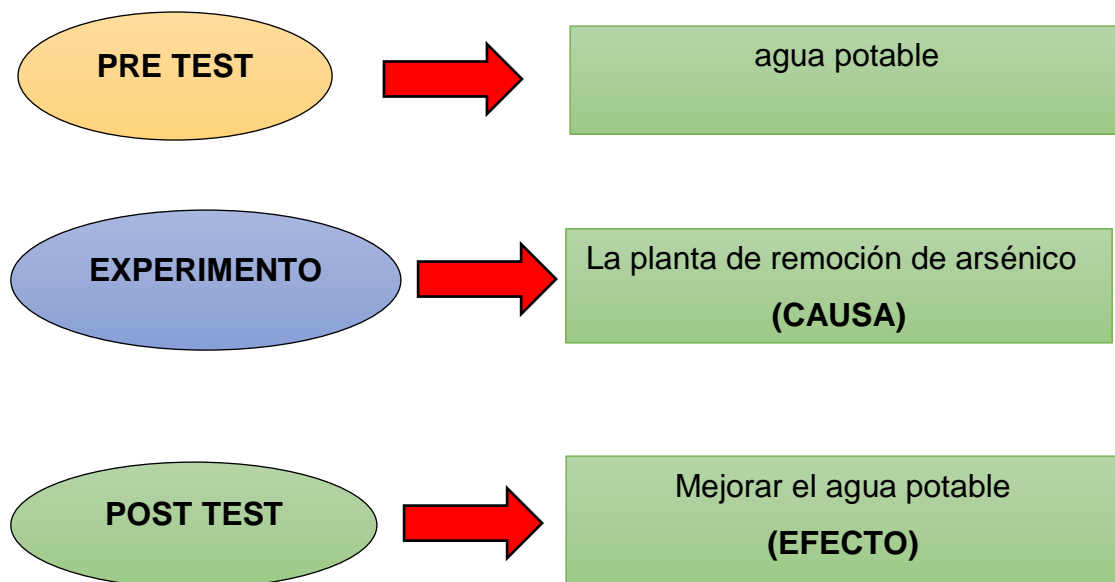 PRE TEST
agua potable
EXPERIMENTO
La planta de remoción de arsénico
(CAUSA)
POST TEST
Mejorar el agua potable
(EFECTO)